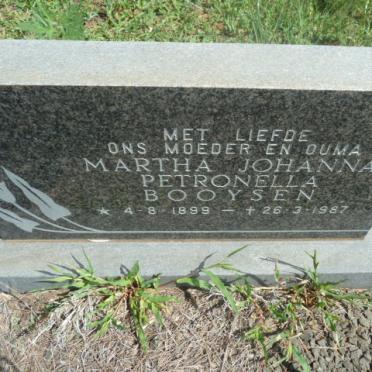 MET LIEFDE
ONS MOEDER EN OUMA
MARTHA JOHANNA
PETRONELLA
BOOYSEN
★ 4-8-1899 – ✝ 26-3-1987